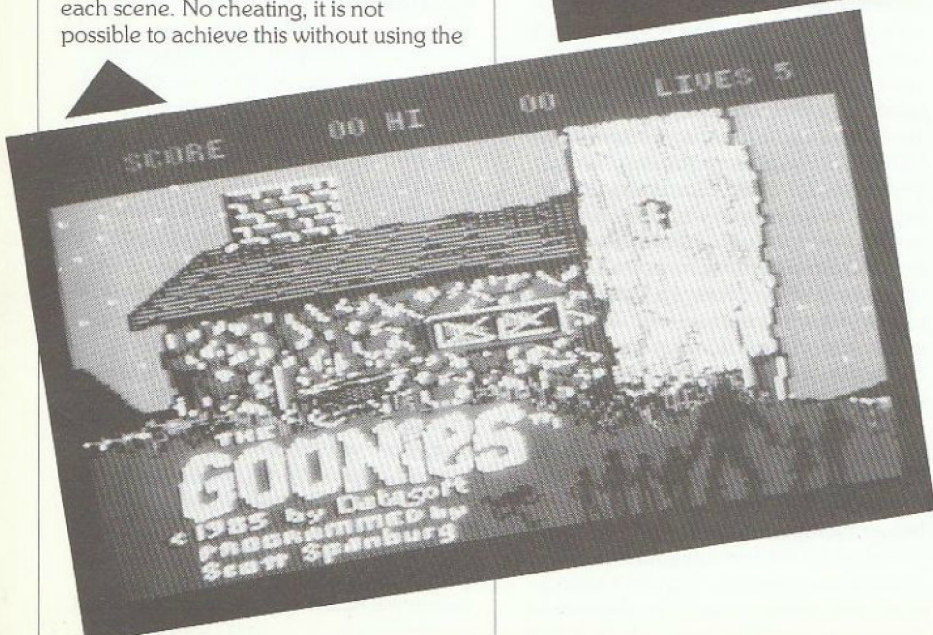 each scene. No cheating, it is not
possible to achieve this without using the
SCORE 00 HI 00 LIVES 5
THE
GOONIES™
©1985 by Datasoft
PROGRAMMED by
Scott Spanburg